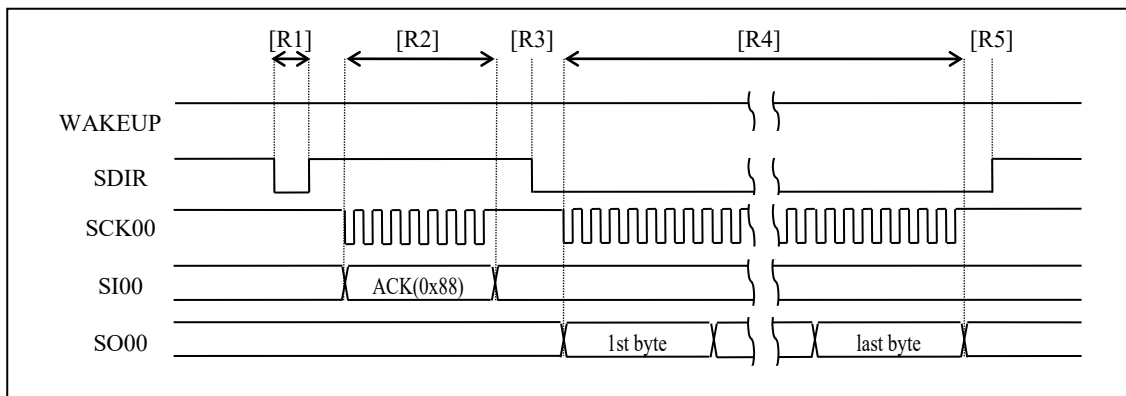 [R1] [R2] [R3] [R4] [R5]
WAKEUP
SDIR
SCK00
SI00 ACK(0x88)
SO00 1st byte last byte